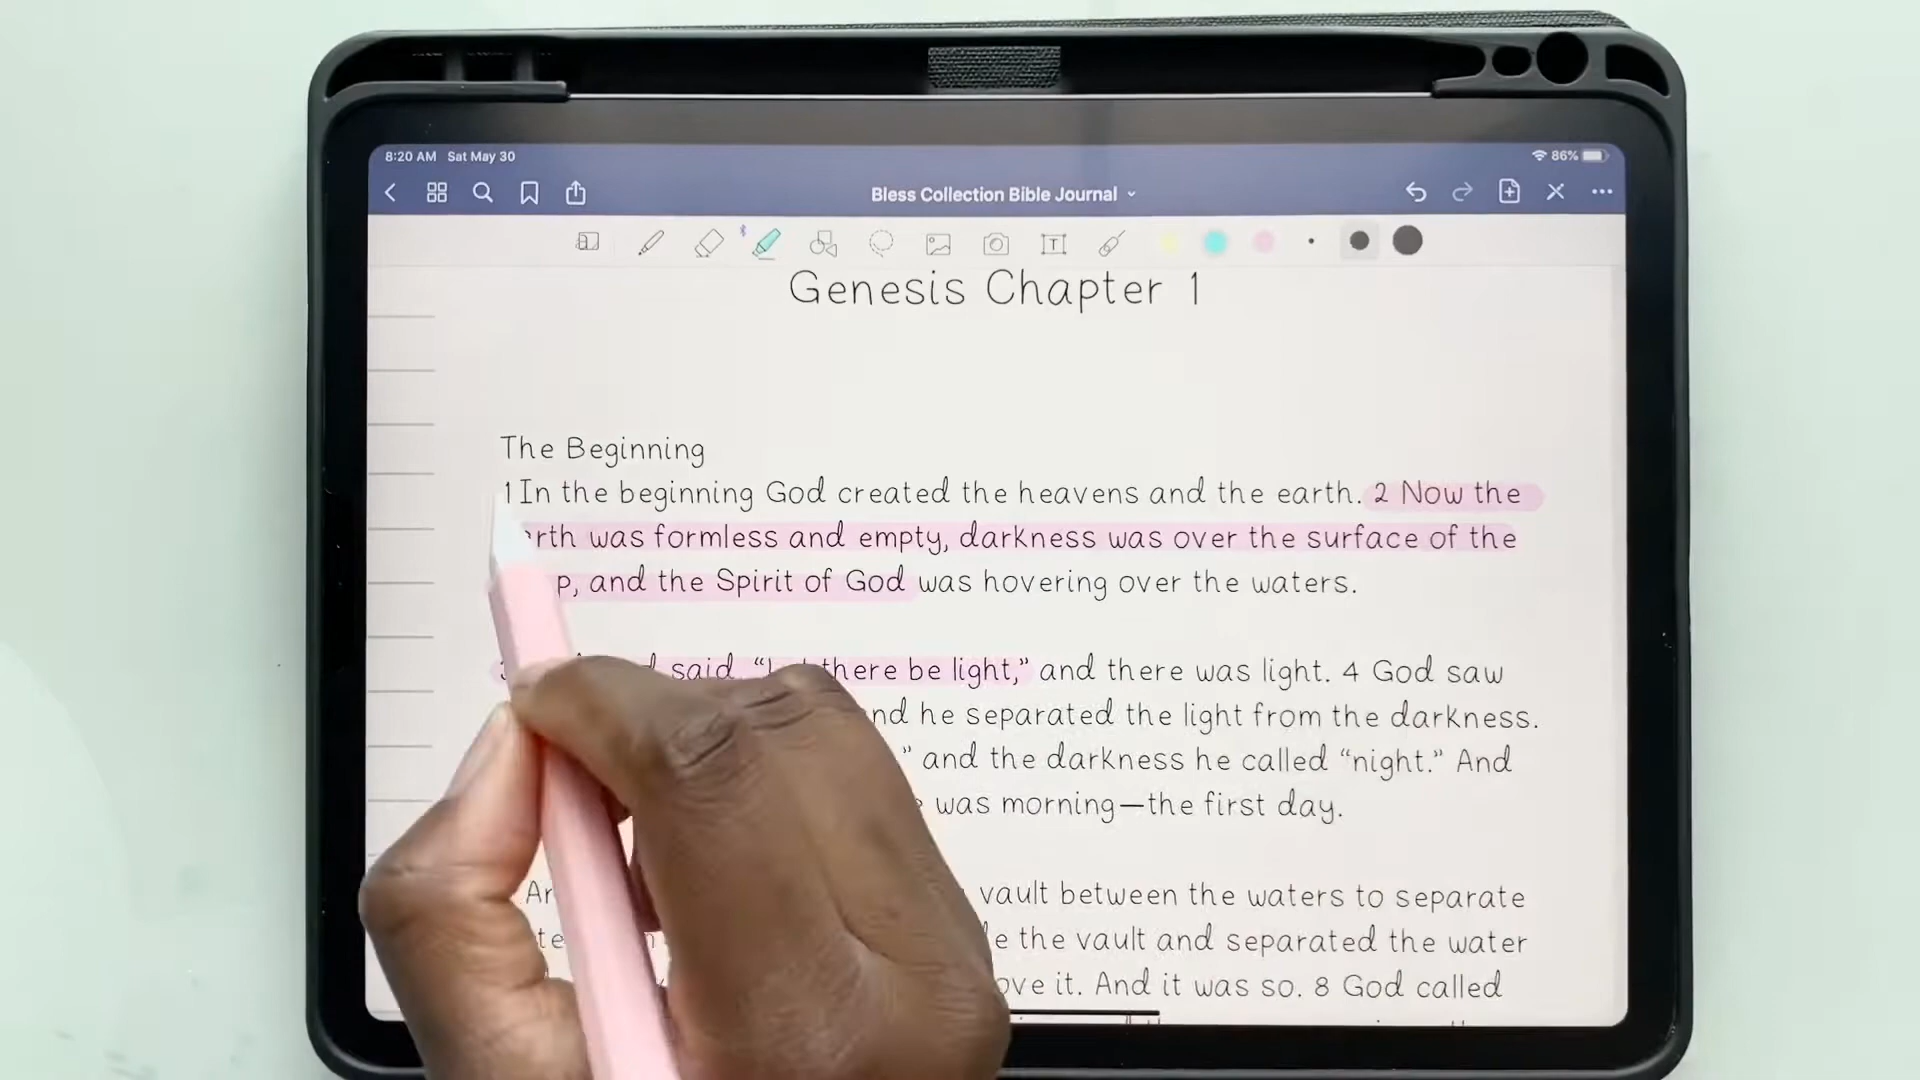 8:20 AM Sat May 30 86%
Bless Collection Bible Journal
Genesis Chapter 1
The Beginning
1 In the beginning God created the heavens and the earth. 2 Now the
was formless and empty, darkness was over the surface of the
and the Spirit of God was hovering over the waters.
said, there be light,” and there was light. 4 God saw
and he separated the light from the darkness.
” and the darkness he called “night.” And
was morning—the first day.
vault between the waters to separate
the vault and separated the water
it. And it was so. 8 God called